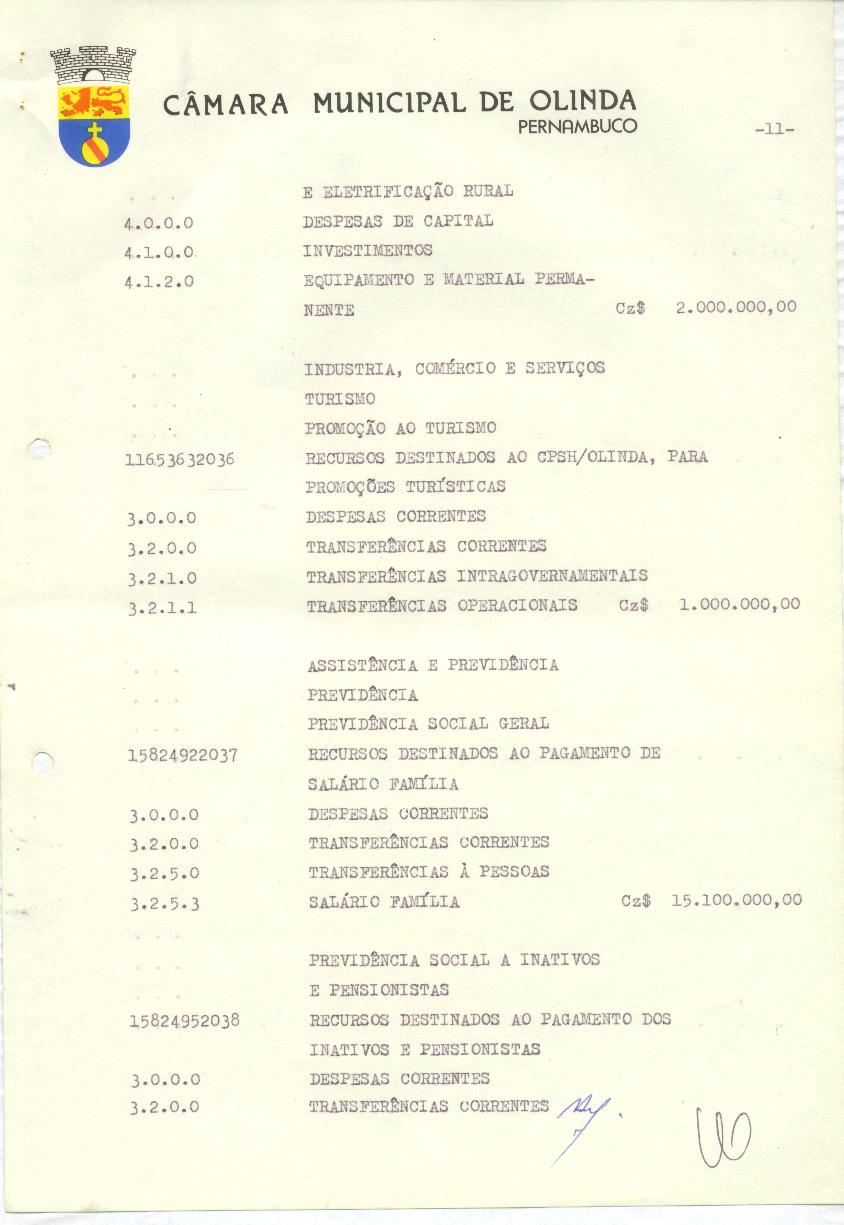 CÂMARA MUNICIPAL DE OLINDA
PERNAMBUCO
-11-
. . . E ELETRIFICAÇÃO RURAL
4.0.0.0 DESPESAS DE CAPITAL
4.1.0.0 INVESTIMENTOS
4.1.2.0 EQUIPAMENTO E MATERIAL PERMA-
NENTE Cz$ 2.000.000,00
. . . INDUSTRIA, COMÉRCIO E SERVIÇOS
. . . TURISMO
. . . PROMOÇÃO AO TURISMO
11653632036 RECURSOS DESTINADOS AO CPSH/OLINDA, PARA
PROMOÇÕES TURÍSTICAS
3.0.0.0 DESPESAS CORRENTES
3.2.0.0 TRANSFERÊNCIAS CORRENTES
3.2.1.0 TRANSFERÊNCIAS INTRAGOVERNAMENTAIS
3.2.1.1 TRANSFERÊNCIAS OPERACIONAIS Cz$ 1.000.000,00
. . . ASSISTÊNCIA E PREVIDÊNCIA
. . . PREVIDÊNCIA
. . . PREVIDÊNCIA SOCIAL GERAL
15824922037 RECURSOS DESTINADOS AO PAGAMENTO DE
SALÁRIO FAMÍLIA
3.0.0.0 DESPESAS CORRENTES
3.2.0.0 TRANSFERÊNCIAS CORRENTES
3.2.5.0 TRANSFERÊNCIAS À PESSOAS
3.2.5.3 SALÁRIO FAMÍLIA Cz$ 15.100.000,00
. . .
. . . PREVIDÊNCIA SOCIAL A INATIVOS
E PENSIONISTAS
15824952038 RECURSOS DESTINADOS AO PAGAMENTO DOS
INATIVOS E PENSIONISTAS
3.0.0.0 DESPESAS CORRENTES
3.2.0.0 TRANSFERÊNCIAS CORRENTES